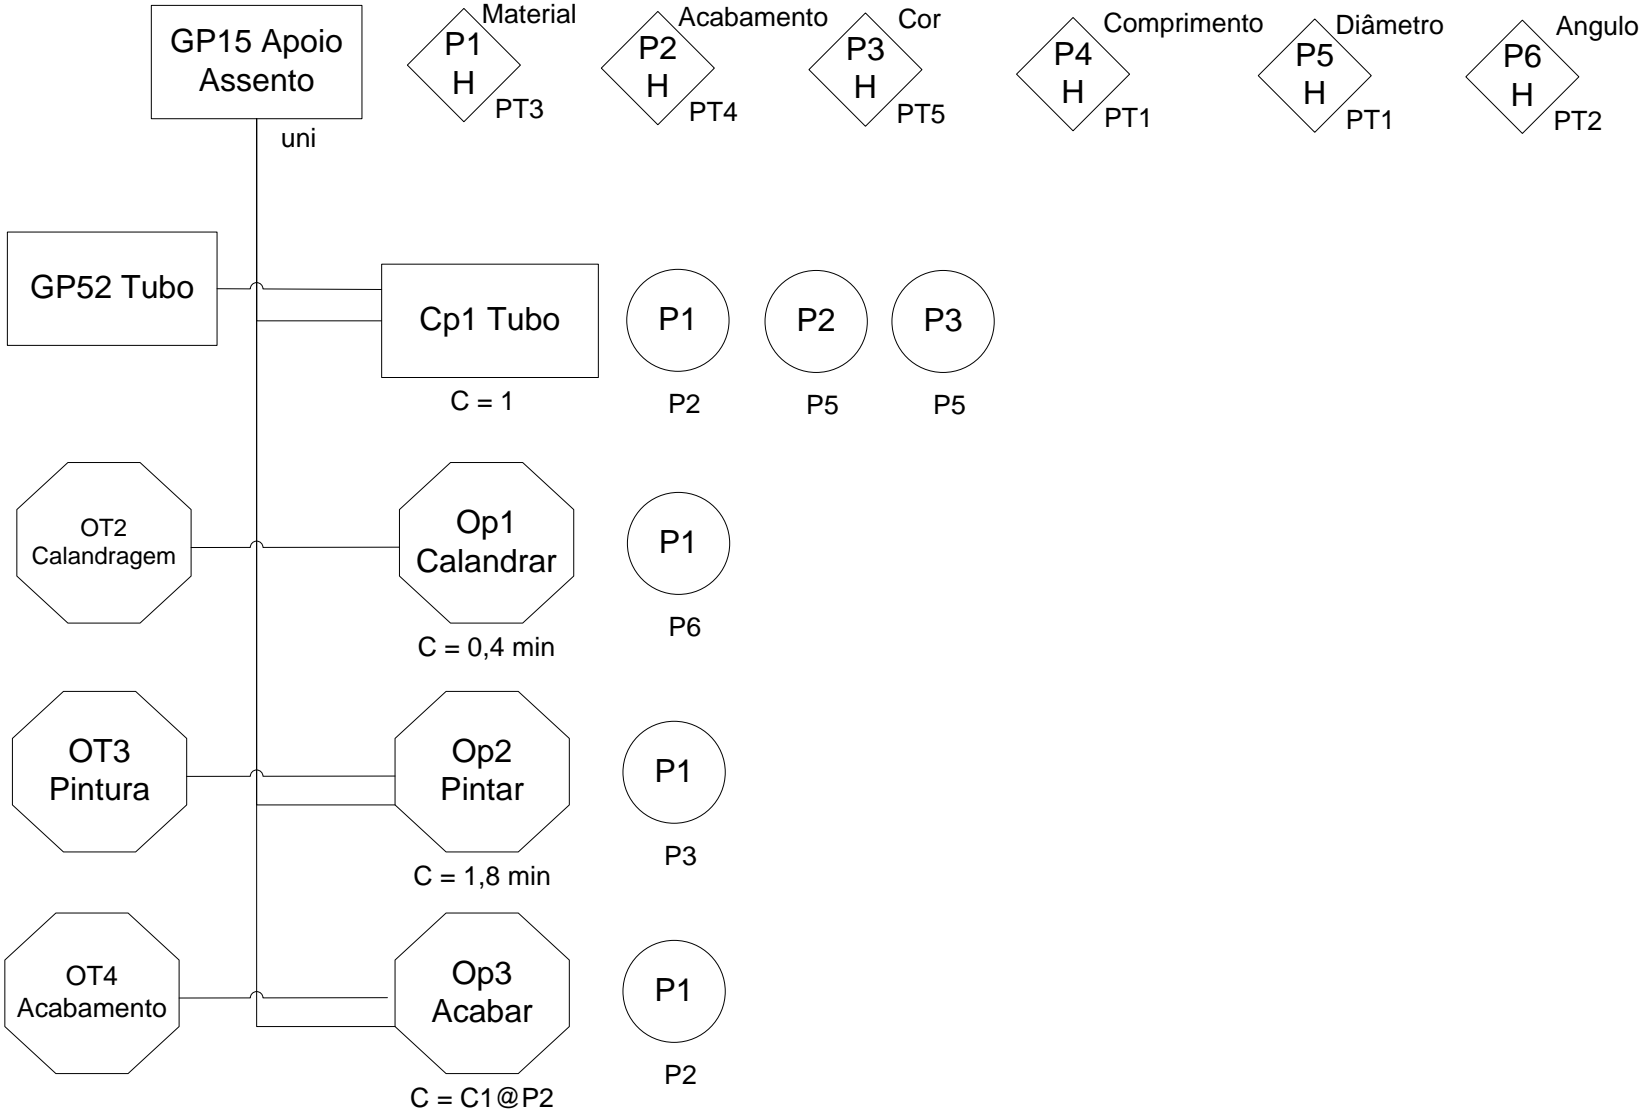 GP15 Apoio
Assento
uni
P1
H
Material
PT3
P2
H
Acabamento
PT4
P3
H
Cor
PT5
P4
H
Comprimento
PT1
P5
H
Diâmetro
PT1
P6
H
Angulo
PT2
GP52 Tubo
Cp1 Tubo
C = 1
P1
P2
P2
P5
P3
P5
OT2
Calandragem
Op1
Calandrar
C = 0,4 min
P1
P6
OT3
Pintura
Op2
Pintar
C = 1,8 min
P1
P3
OT4
Acabamento
Op3
Acabar
C = C1@P2
P1
P2